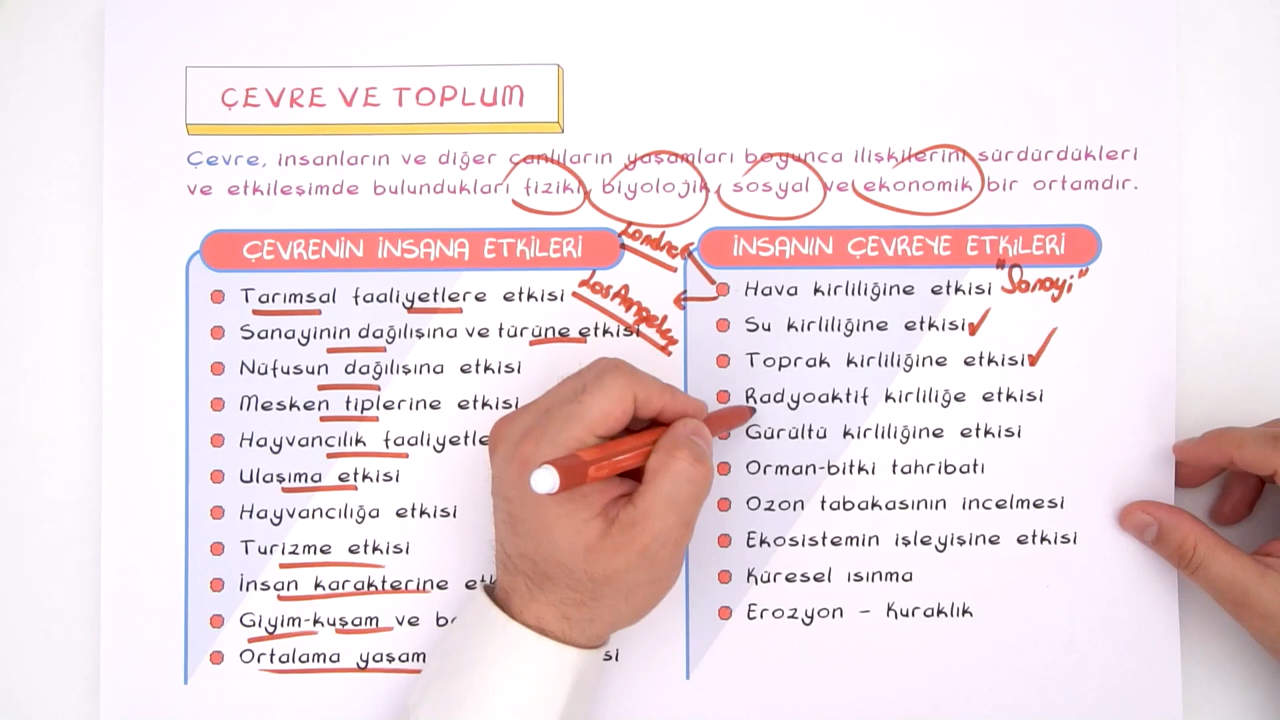 ÇEVRE VE TOPLUM
Çevre, insanların ve diğer canlıların yaşamları boyunca ilişkilerini sürdürdükleri
ve etkileşimde bulundukları fiziki, biyolojik, sosyal ve ekonomik bir ortamdır.
ÇEVRENİN İNSANA ETKİLERİ
Tarımsal faaliyetlere etkisi
Sanayinin dağılışına ve türüne etkisi
Nüfusun dağılışına etkisi
Mesken tiplerine etkisi
Hayvancılık
Ulaşıma etkisi
Hayvancılığa etkisi
Turizme etkisi
İnsan karakterine
Giyim-kuşam ve
Ortalama yaşam
Londra
Los Angeles
İNSANIN ÇEVREYE ETKİLERİ
Hava kirliliğine etkisi "Sanayi"
Su kirliliğine etkisi
Toprak kirliliğine etkisi
Radyoaktif kirliliğe etkisi
Gürültü kirliliğine etkisi
Orman-bitki tahribatı
Ozon tabakasının incelmesi
Ekosistemin işleyişine etkisi
Küresel ısınma
Erozyon - Kuraklık